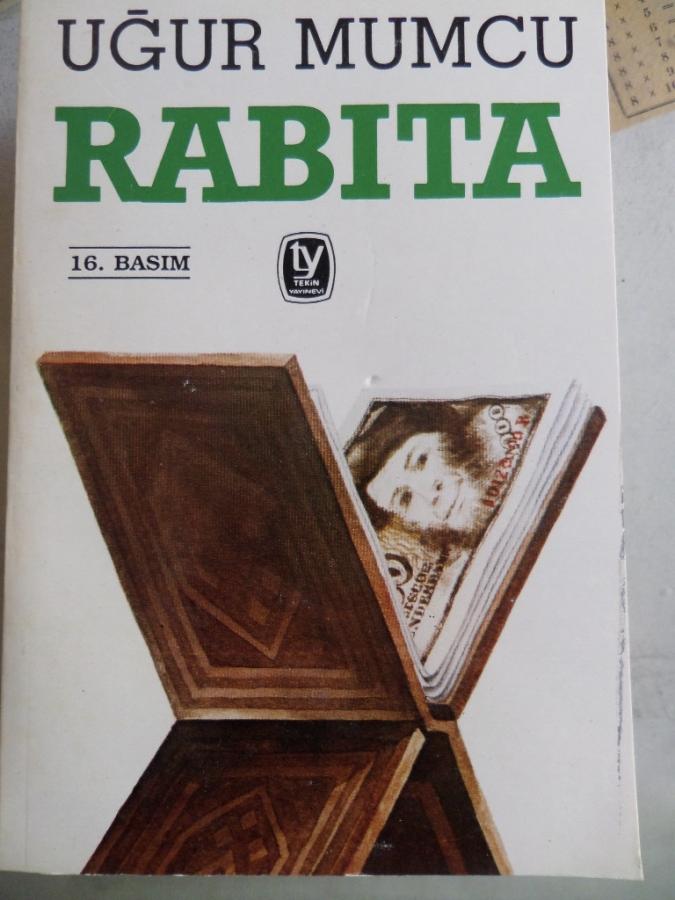 UĞUR MUMCU
RABITA
16. BASIM
ty
TEKİN
YAYINEVİ